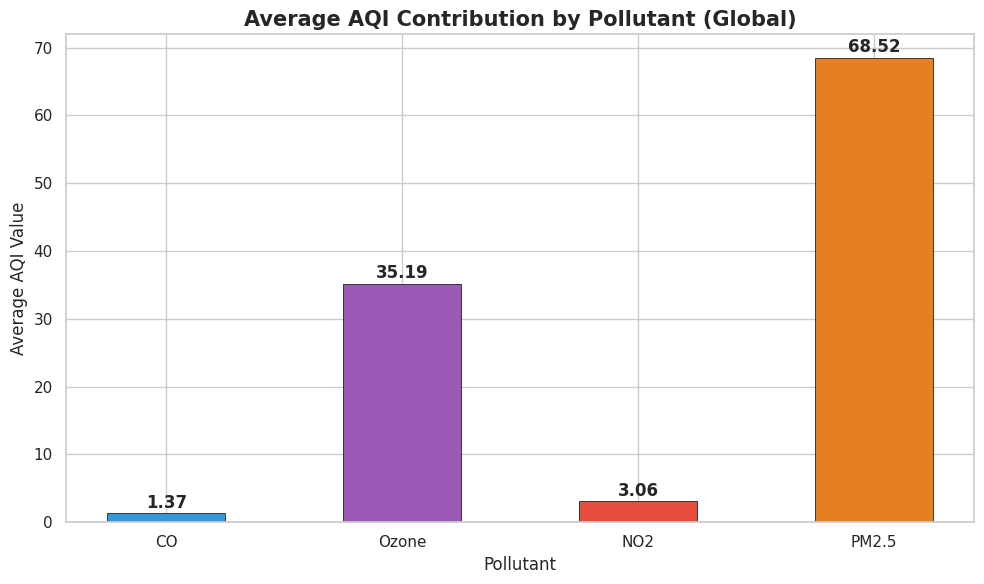 Average AQI Contribution by Pollutant (Global)
Average AQI Value
70
60
50
40
30
20
10
0
1.37
35.19
3.06
68.52
CO
Ozone
NO2
PM2.5
Pollutant